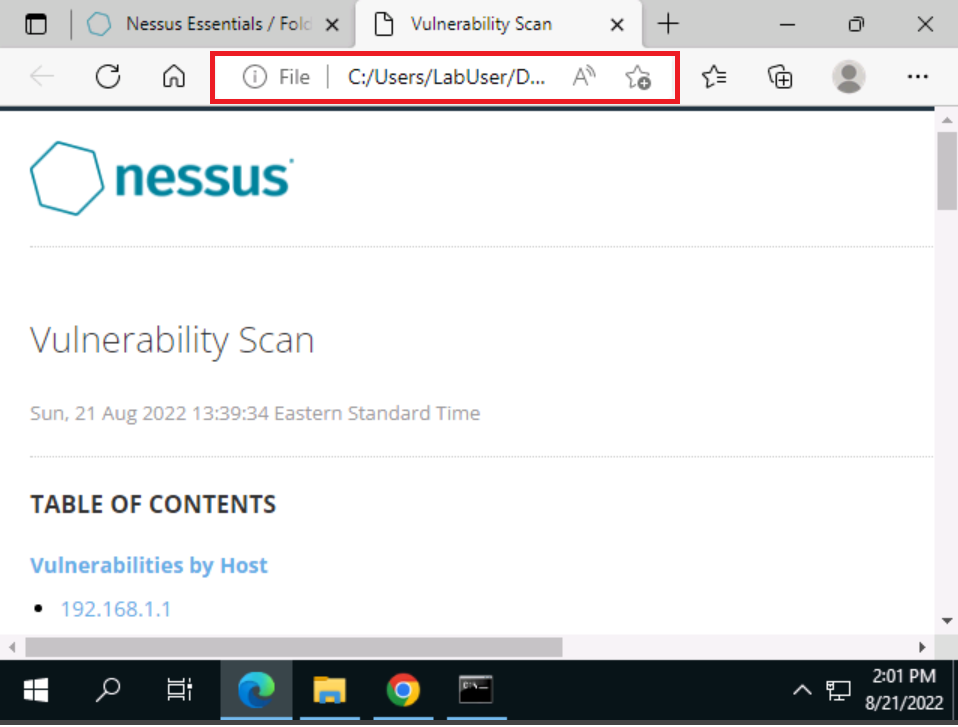 Nessus Essentials / Fold
Vulnerability Scan
File
C:/Users/LabUser/D...
nessus
Vulnerability Scan
Sun, 21 Aug 2022 13:39:34 Eastern Standard Time
TABLE OF CONTENTS
Vulnerabilities by Host
• 192.168.1.1
2:01 PM
8/21/2022